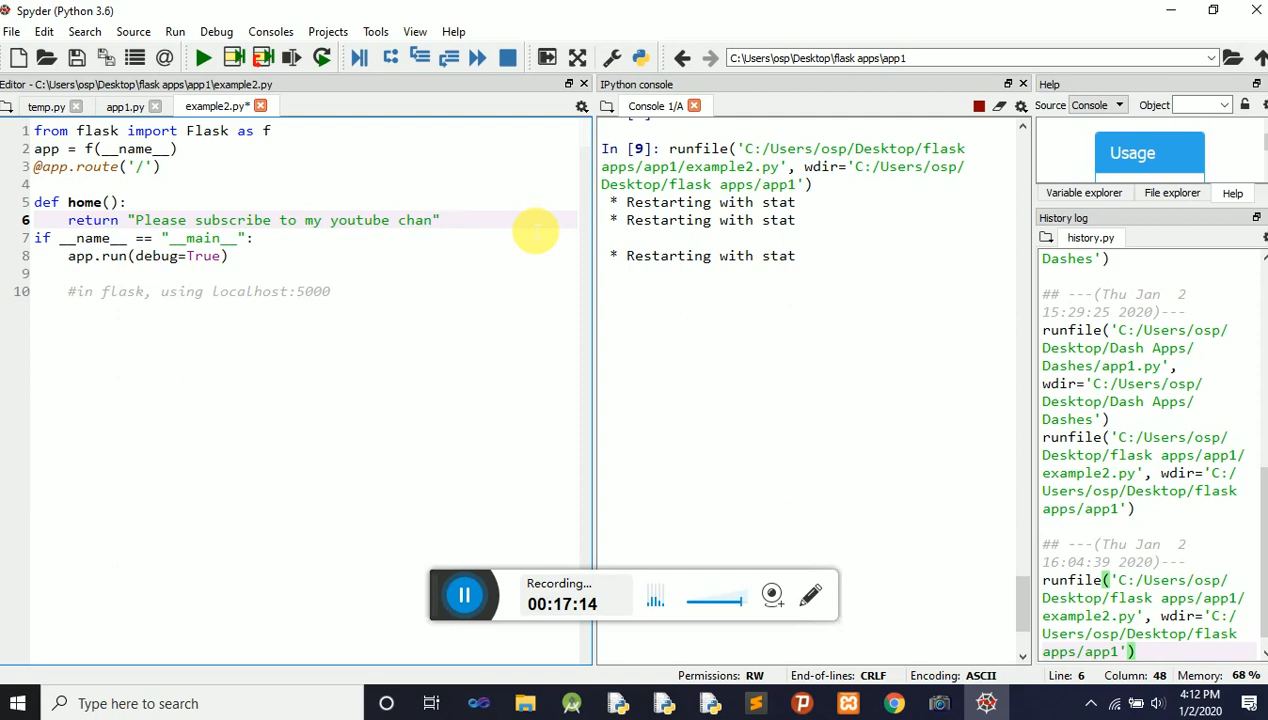 Spyder (Python 3.6)
File Edit Search Source Run Debug Consoles Projects Tools View Help
C:\Users\osp\Desktop\flask apps\app1
Editor - C:\Users\osp\Desktop\flask apps\app1\example2.py
temp.py app1.py example2.py*
1 from flask import Flask as f
2 app = f(__name__)
3 @app.route('/')
4
5 def home():
6 return "Please subscribe to my youtube chan"
7 if __name__ == "__main__":
8 app.run(debug=True)
9
10 #in flask, using localhost:5000
IPython console
Console 1/A
In [9]: runfile('C:/Users/osp/Desktop/flask
apps/app1/example2.py', wdir='C:/Users/osp/
Desktop/flask apps/app1')
* Restarting with stat
* Restarting with stat
* Restarting with stat
Help
Source Console Object
Usage
Variable explorer File explorer Help
History log
history.py
Dashes')
## ---(Thu Jan 2
15:29:25 2020)---
runfile('C:/Users/osp/
Desktop/Dash Apps/
Dashes/app1.py',
wdir='C:/Users/osp/
Desktop/Dash Apps/
Dashes')
runfile('C:/Users/osp/
Desktop/flask apps/app1/
example2.py', wdir='C:/
Users/osp/Desktop/flask
apps/app1')
## ---(Thu Jan 2
16:04:39 2020)---
runfile('C:/Users/osp/
Desktop/flask apps/app1/
example2.py', wdir='C:/
Users/osp/Desktop/flask
apps/app1')
Recording...
00:17:14
Permissions: RW End-of-lines: CRLF Encoding: ASCII Line: 6 Column: 48 Memory: 68 %
Type here to search
4:12 PM
1/2/2020